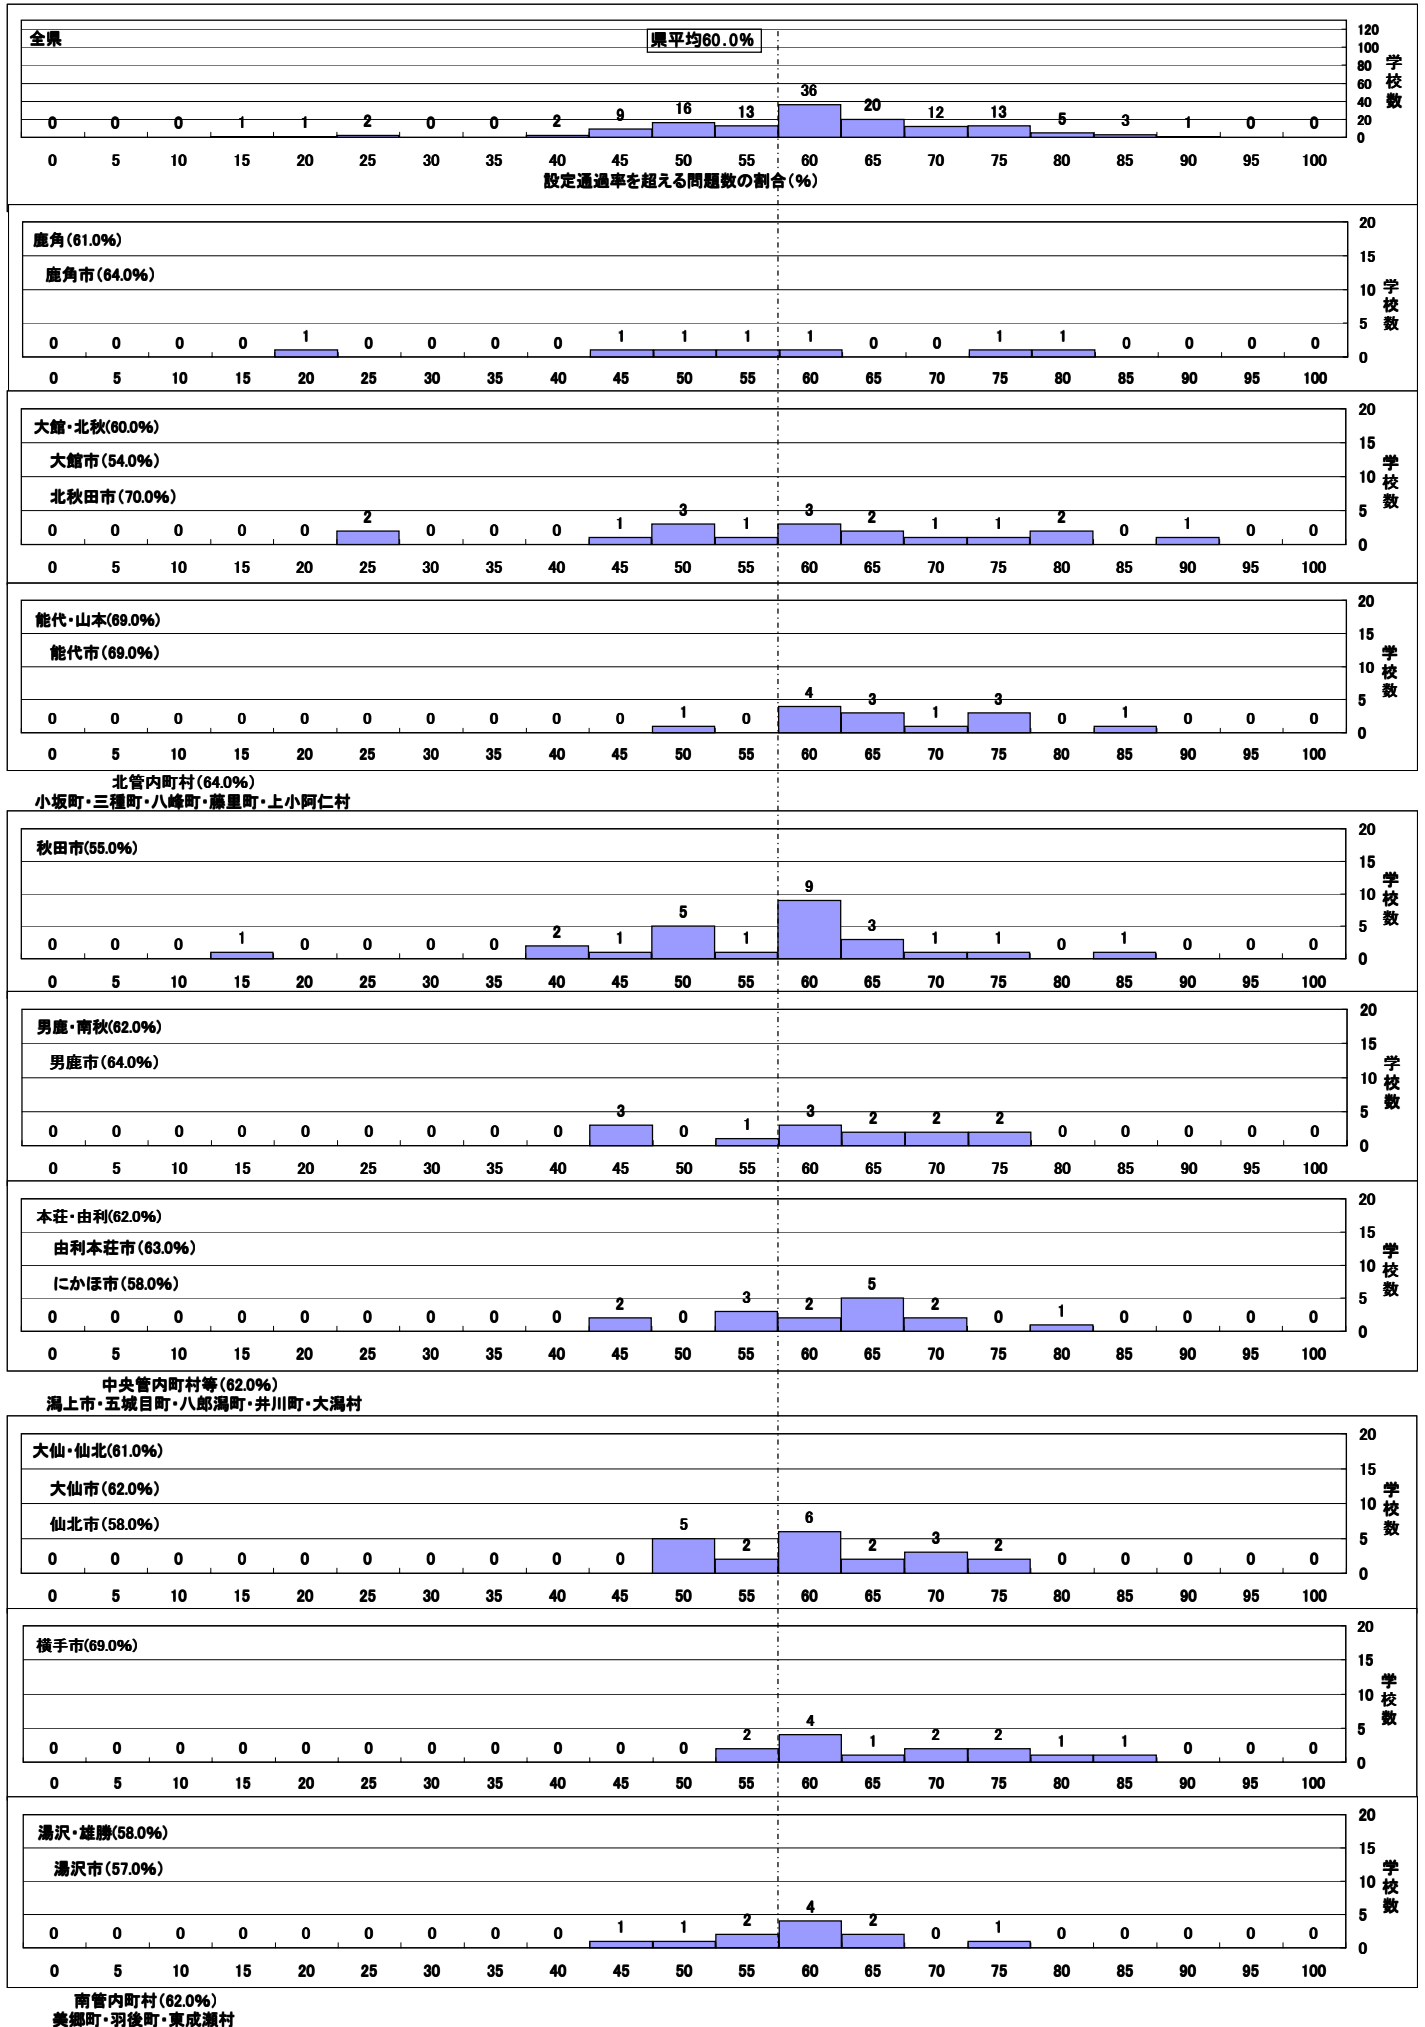 全県
県平均60.0%
120
100
80
60
40
20
0
学校数
0 0 0 1 1 2 0 0 2 9 16 13 36 20 12 13 5 3 1 0 0
0 5 10 15 20 25 30 35 40 45 50 55 60 65 70 75 80 85 90 95 100
設定通過率を超える問題数の割合(%)
鹿角(61.0%)
鹿角市(64.0%)
20
15
10
5
0
学校数
0 0 0 0 1 0 0 0 0 1 1 1 1 0 0 1 1 0 0 0 0
0 5 10 15 20 25 30 35 40 45 50 55 60 65 70 75 80 85 90 95 100
大館・北秋(60.0%)
大館市(54.0%)
北秋田市(70.0%)
20
15
10
5
0
学校数
0 0 0 0 0 2 0 0 0 1 3 1 3 2 1 1 2 0 1 0 0
0 5 10 15 20 25 30 35 40 45 50 55 60 65 70 75 80 85 90 95 100
能代・山本(69.0%)
能代市(69.0%)
20
15
10
5
0
学校数
0 0 0 0 0 0 0 0 0 0 1 0 4 3 1 3 0 1 0 0 0
0 5 10 15 20 25 30 35 40 45 50 55 60 65 70 75 80 85 90 95 100
北管内町村(64.0%)
小坂町・三種町・八峰町・藤里町・上小阿仁村
秋田市(55.0%)
20
15
10
5
0
学校数
0 0 0 1 0 0 0 0 2 1 5 1 9 3 1 1 0 1 0 0 0
0 5 10 15 20 25 30 35 40 45 50 55 60 65 70 75 80 85 90 95 100
男鹿・南秋(62.0%)
男鹿市(64.0%)
20
15
10
5
0
学校数
0 0 0 0 0 0 0 0 0 3 0 1 3 2 2 2 0 0 0 0 0
0 5 10 15 20 25 30 35 40 45 50 55 60 65 70 75 80 85 90 95 100
本荘・由利(62.0%)
由利本荘市(63.0%)
にかほ市(58.0%)
20
15
10
5
0
学校数
0 0 0 0 0 0 0 0 0 2 0 3 2 5 2 0 1 0 0 0 0
0 5 10 15 20 25 30 35 40 45 50 55 60 65 70 75 80 85 90 95 100
中央管内町村等(62.0%)
潟上市・五城目町・八郎潟町・井川町・大潟村
大仙・仙北(61.0%)
大仙市(62.0%)
仙北市(58.0%)
20
15
10
5
0
学校数
0 0 0 0 0 0 0 0 0 0 5 2 6 2 3 2 0 0 0 0 0
0 5 10 15 20 25 30 35 40 45 50 55 60 65 70 75 80 85 90 95 100
横手市(69.0%)
20
15
10
5
0
学校数
0 0 0 0 0 0 0 0 0 0 0 2 4 1 2 2 1 1 0 0 0
0 5 10 15 20 25 30 35 40 45 50 55 60 65 70 75 80 85 90 95 100
湯沢・雄勝(58.0%)
湯沢市(57.0%)
20
15
10
5
0
学校数
0 0 0 0 0 0 0 0 0 1 1 2 4 2 0 1 0 0 0 0 0
0 5 10 15 20 25 30 35 40 45 50 55 60 65 70 75 80 85 90 95 100
南管内町村(62.0%)
美郷町・羽後町・東成瀬村